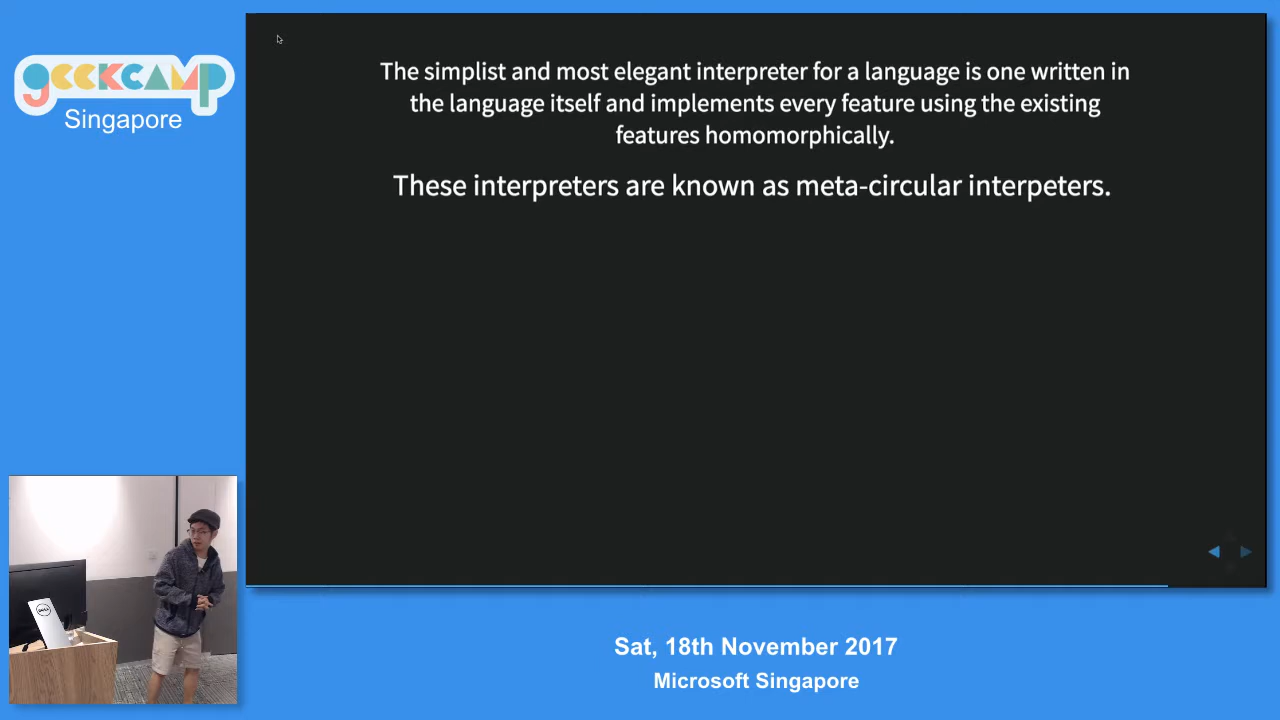 geekcamp
Singapore
The simplist and most elegant interpreter for a language is one written in
the language itself and implements every feature using the existing
features homomorphically.
These interpreters are known as meta-circular interpeters.
DELL
Sat, 18th November 2017
Microsoft Singapore